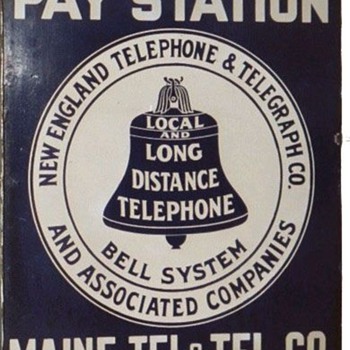 PAY STATION
NEW ENGLAND TELEPHONE & TELEGRAPH CO.
LOCAL
AND
LONG
DISTANCE
TELEPHONE
BELL SYSTEM
AND ASSOCIATED COMPANIES
MAINE TEL & TEL CO